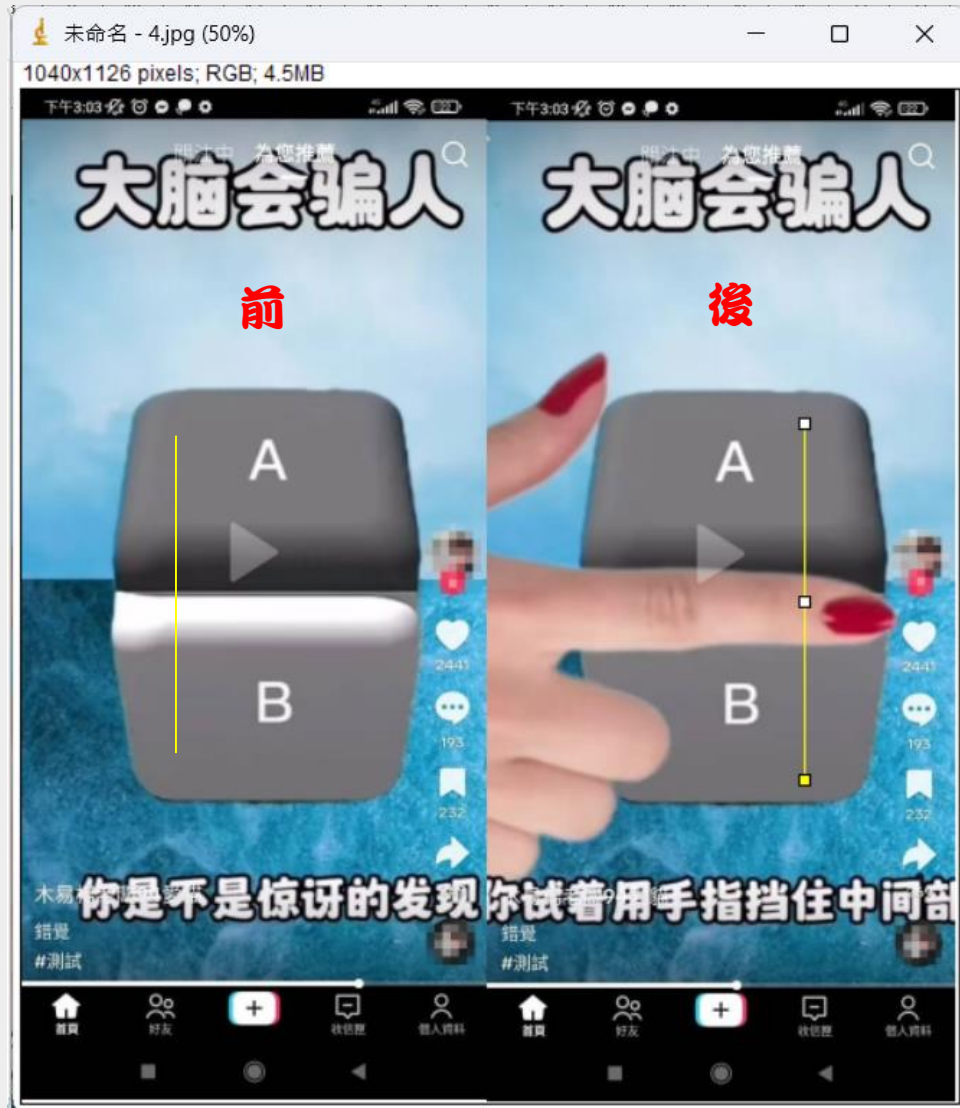 未命名 - 4.jpg (50%)
1040x1126 pixels; RGB; 4.5MB
下午3:03
關注中 為您推薦
大脑会骗人
前
A
B
2441
193
232
木易
你是不是惊讶的发现
錯覺
#測試
首頁
好友
收信匣
個人資料
下午3:03
關注中 為您推薦
大脑会骗人
後
A
B
2441
193
232
你试着用手指挡住中间部
錯覺
#測試
首頁
好友
收信匣
個人資料